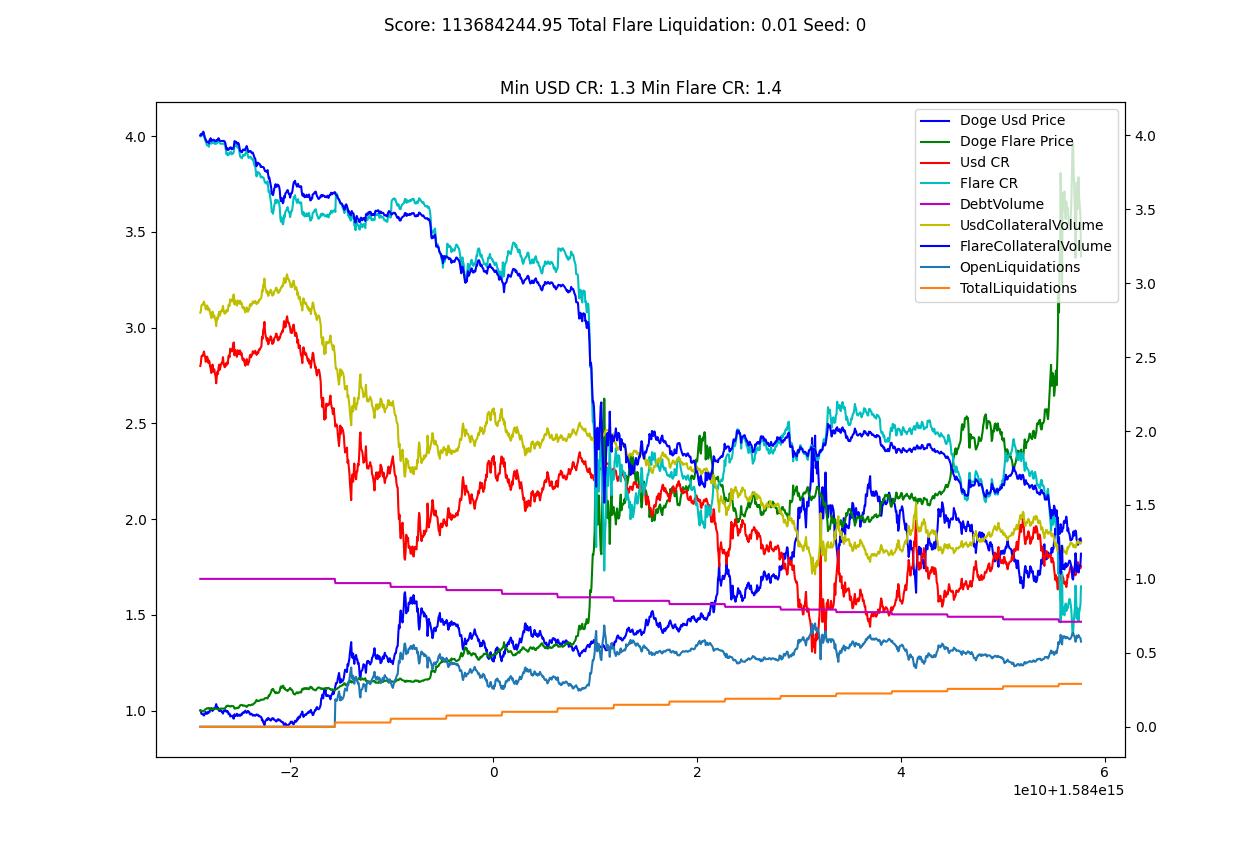 Score: 113684244.95 Total Flare Liquidation: 0.01 Seed: 0
Min USD CR: 1.3 Min Flare CR: 1.4
Doge Usd Price
Doge Flare Price
Usd CR
Flare CR
DebtVolume
UsdCollateralVolume
FlareCollateralVolume
OpenLiquidations
TotalLiquidations
4.0
3.5
3.0
2.5
2.0
1.5
1.0
4.0
3.5
3.0
2.5
2.0
1.5
1.0
0.5
0.0
−2 0 2 4 6
1e10+1.584e15